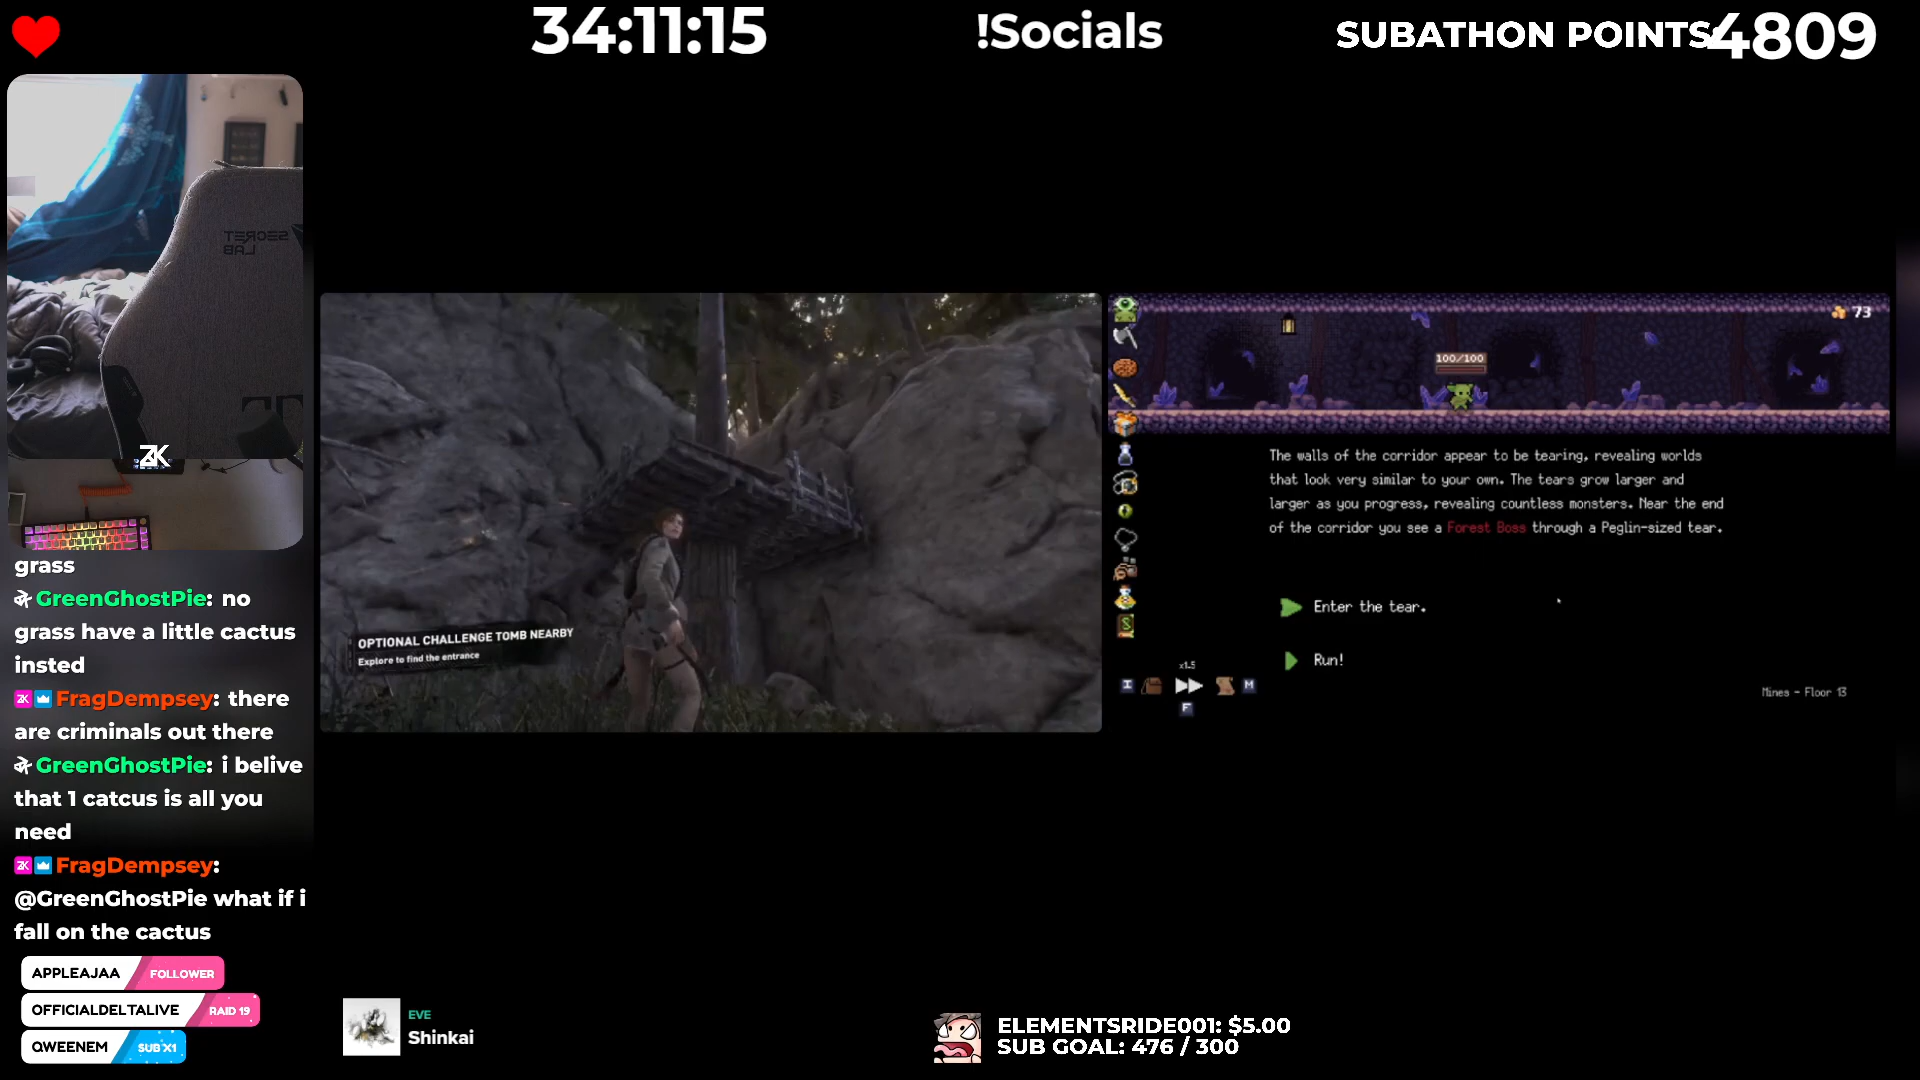 34:11:15
!Socials
SUBATHON POINTS
4809
SECRET
LAB
ZK
grass
GreenGhostPie: no
grass have a little cactus
insted
FragDempsey: there
are criminals out there
GreenGhostPie: i belive
that 1 catcus is all you
need
FragDempsey:
@GreenGhostPie what if i
fall on the cactus
APPLEAJAA FOLLOWER
OFFICIALDELTALIVE RAID 19
QWEENEM SUB X1
OPTIONAL CHALLENGE TOMB NEARBY
Explore to find the entrance
73
100/100
The walls of the corridor appear to be tearing, revealing worlds
that look very similar to your own. The tears grow larger and
larger as you progress, revealing countless monsters. Near the end
of the corridor you see a Forest Boss through a Peglin-sized tear.
Enter the tear.
Run!
x1.5
I
M
F
Mines - Floor 13
EVE
Shinkai
ELEMENTSRIDE001: $5.00
SUB GOAL: 476 / 300